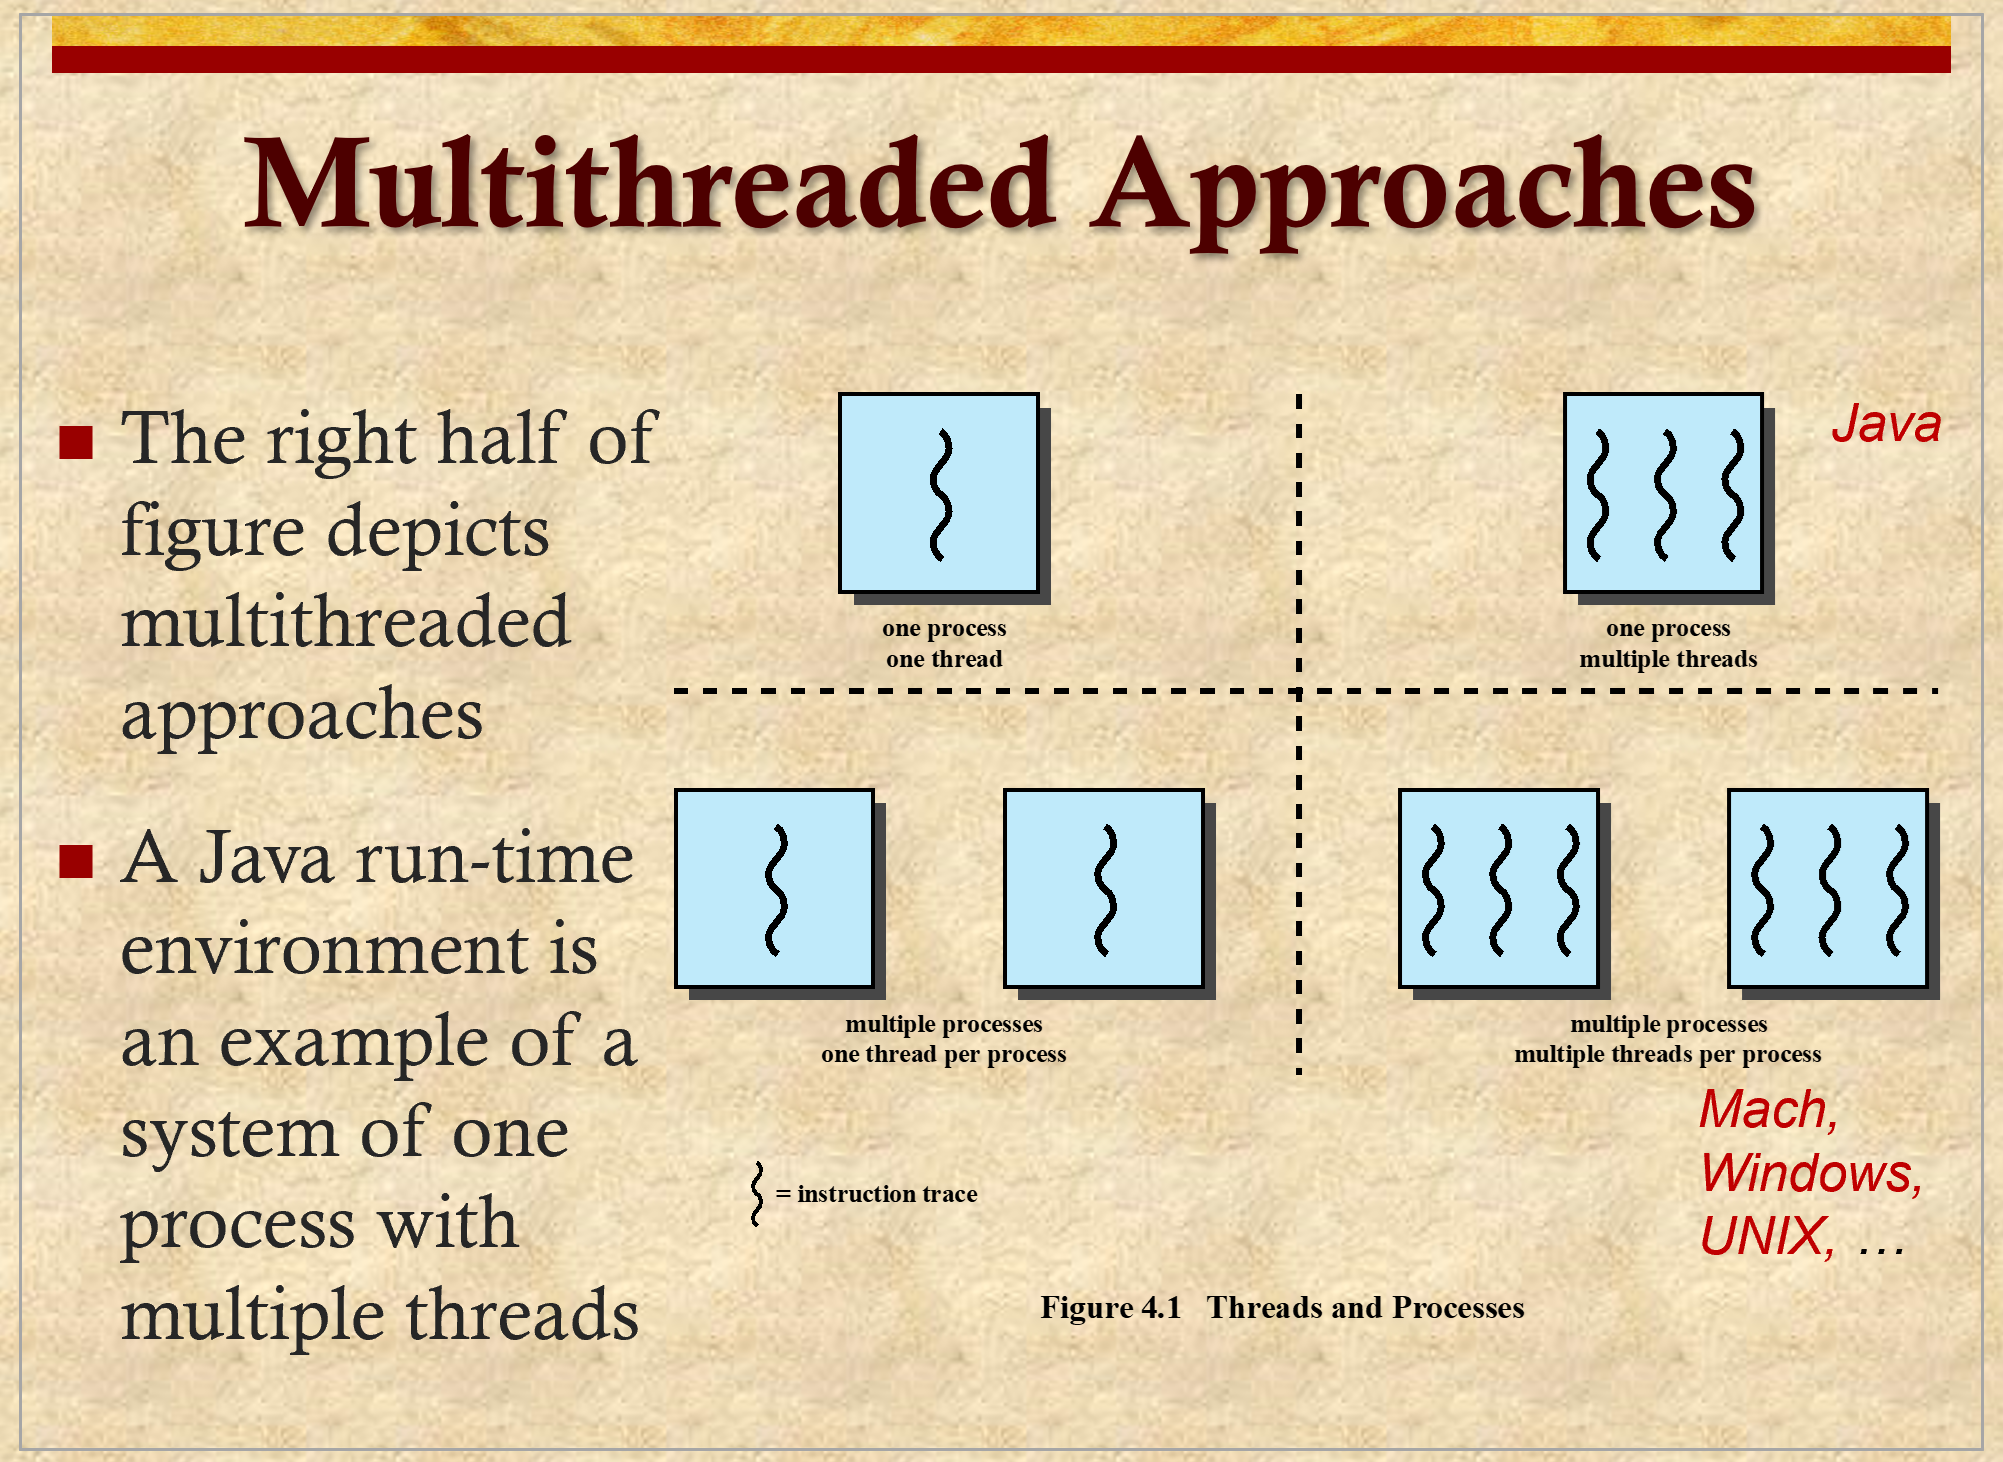 Multithreaded Approaches
The right half of
figure depicts
multithreaded
approaches
A Java run-time
environment is
an example of a
system of one
process with
multiple threads
one process
one thread
Java
one process
multiple threads
multiple processes
one thread per process
multiple processes
multiple threads per process
Mach,
Windows,
UNIX, …
= instruction trace
Figure 4.1 Threads and Processes